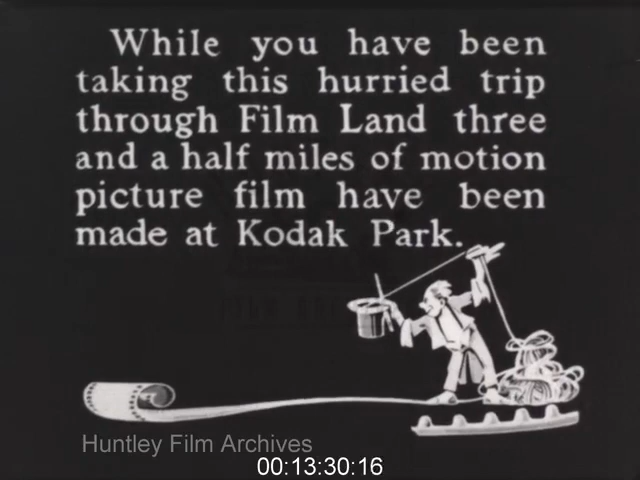 While you have been
taking this hurried trip
through Film Land three
and a half miles of motion
picture film have been
made at Kodak Park.
Huntley Film Archives
00:13:30:16